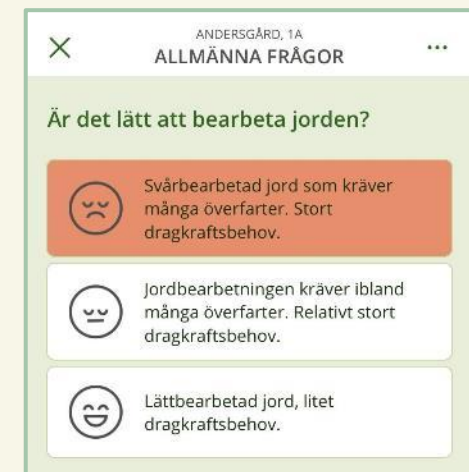 ANDERSGÅRD, 1A
ALLMÄNNA FRÅGOR
Är det lätt att bearbeta jorden?
Svårbearbetad jord som kräver
många överfarter. Stort
dragkraftsbehov.
Jordbearbetningen kräver ibland
många överfarter. Relativt stort
dragkraftsbehov.
Lättbearbetad jord, litet
dragkraftsbehov.